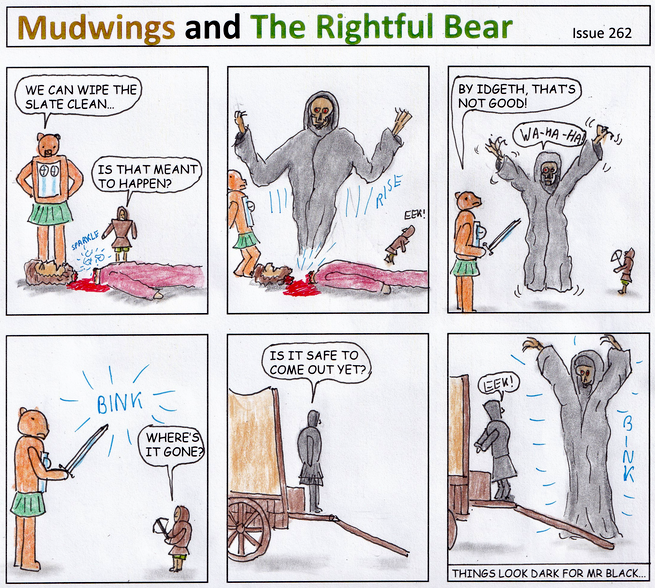 Mudwings and The Rightful Bear
Issue 262
WE CAN WIPE THE
SLATE CLEAN...
IS THAT MEANT
TO HAPPEN?
SPARKLE
RISE
EEK!
BY IDGETH, THAT'S
NOT GOOD!
WA-HA-HA!
BINK
WHERE'S
IT GONE?
IS IT SAFE TO
COME OUT YET?
EEK!
BINK
THINGS LOOK DARK FOR MR BLACK...